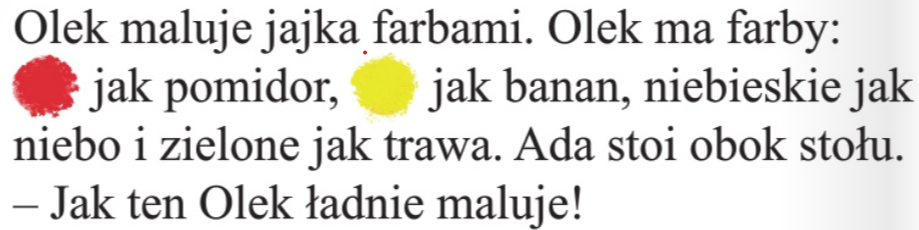 Olek maluje jajka farbami. Olek ma farby:
jak pomidor, jak banan, niebieskie jak
niebo i zielone jak trawa. Ada stoi obok stołu.
– Jak ten Olek ładnie maluje!